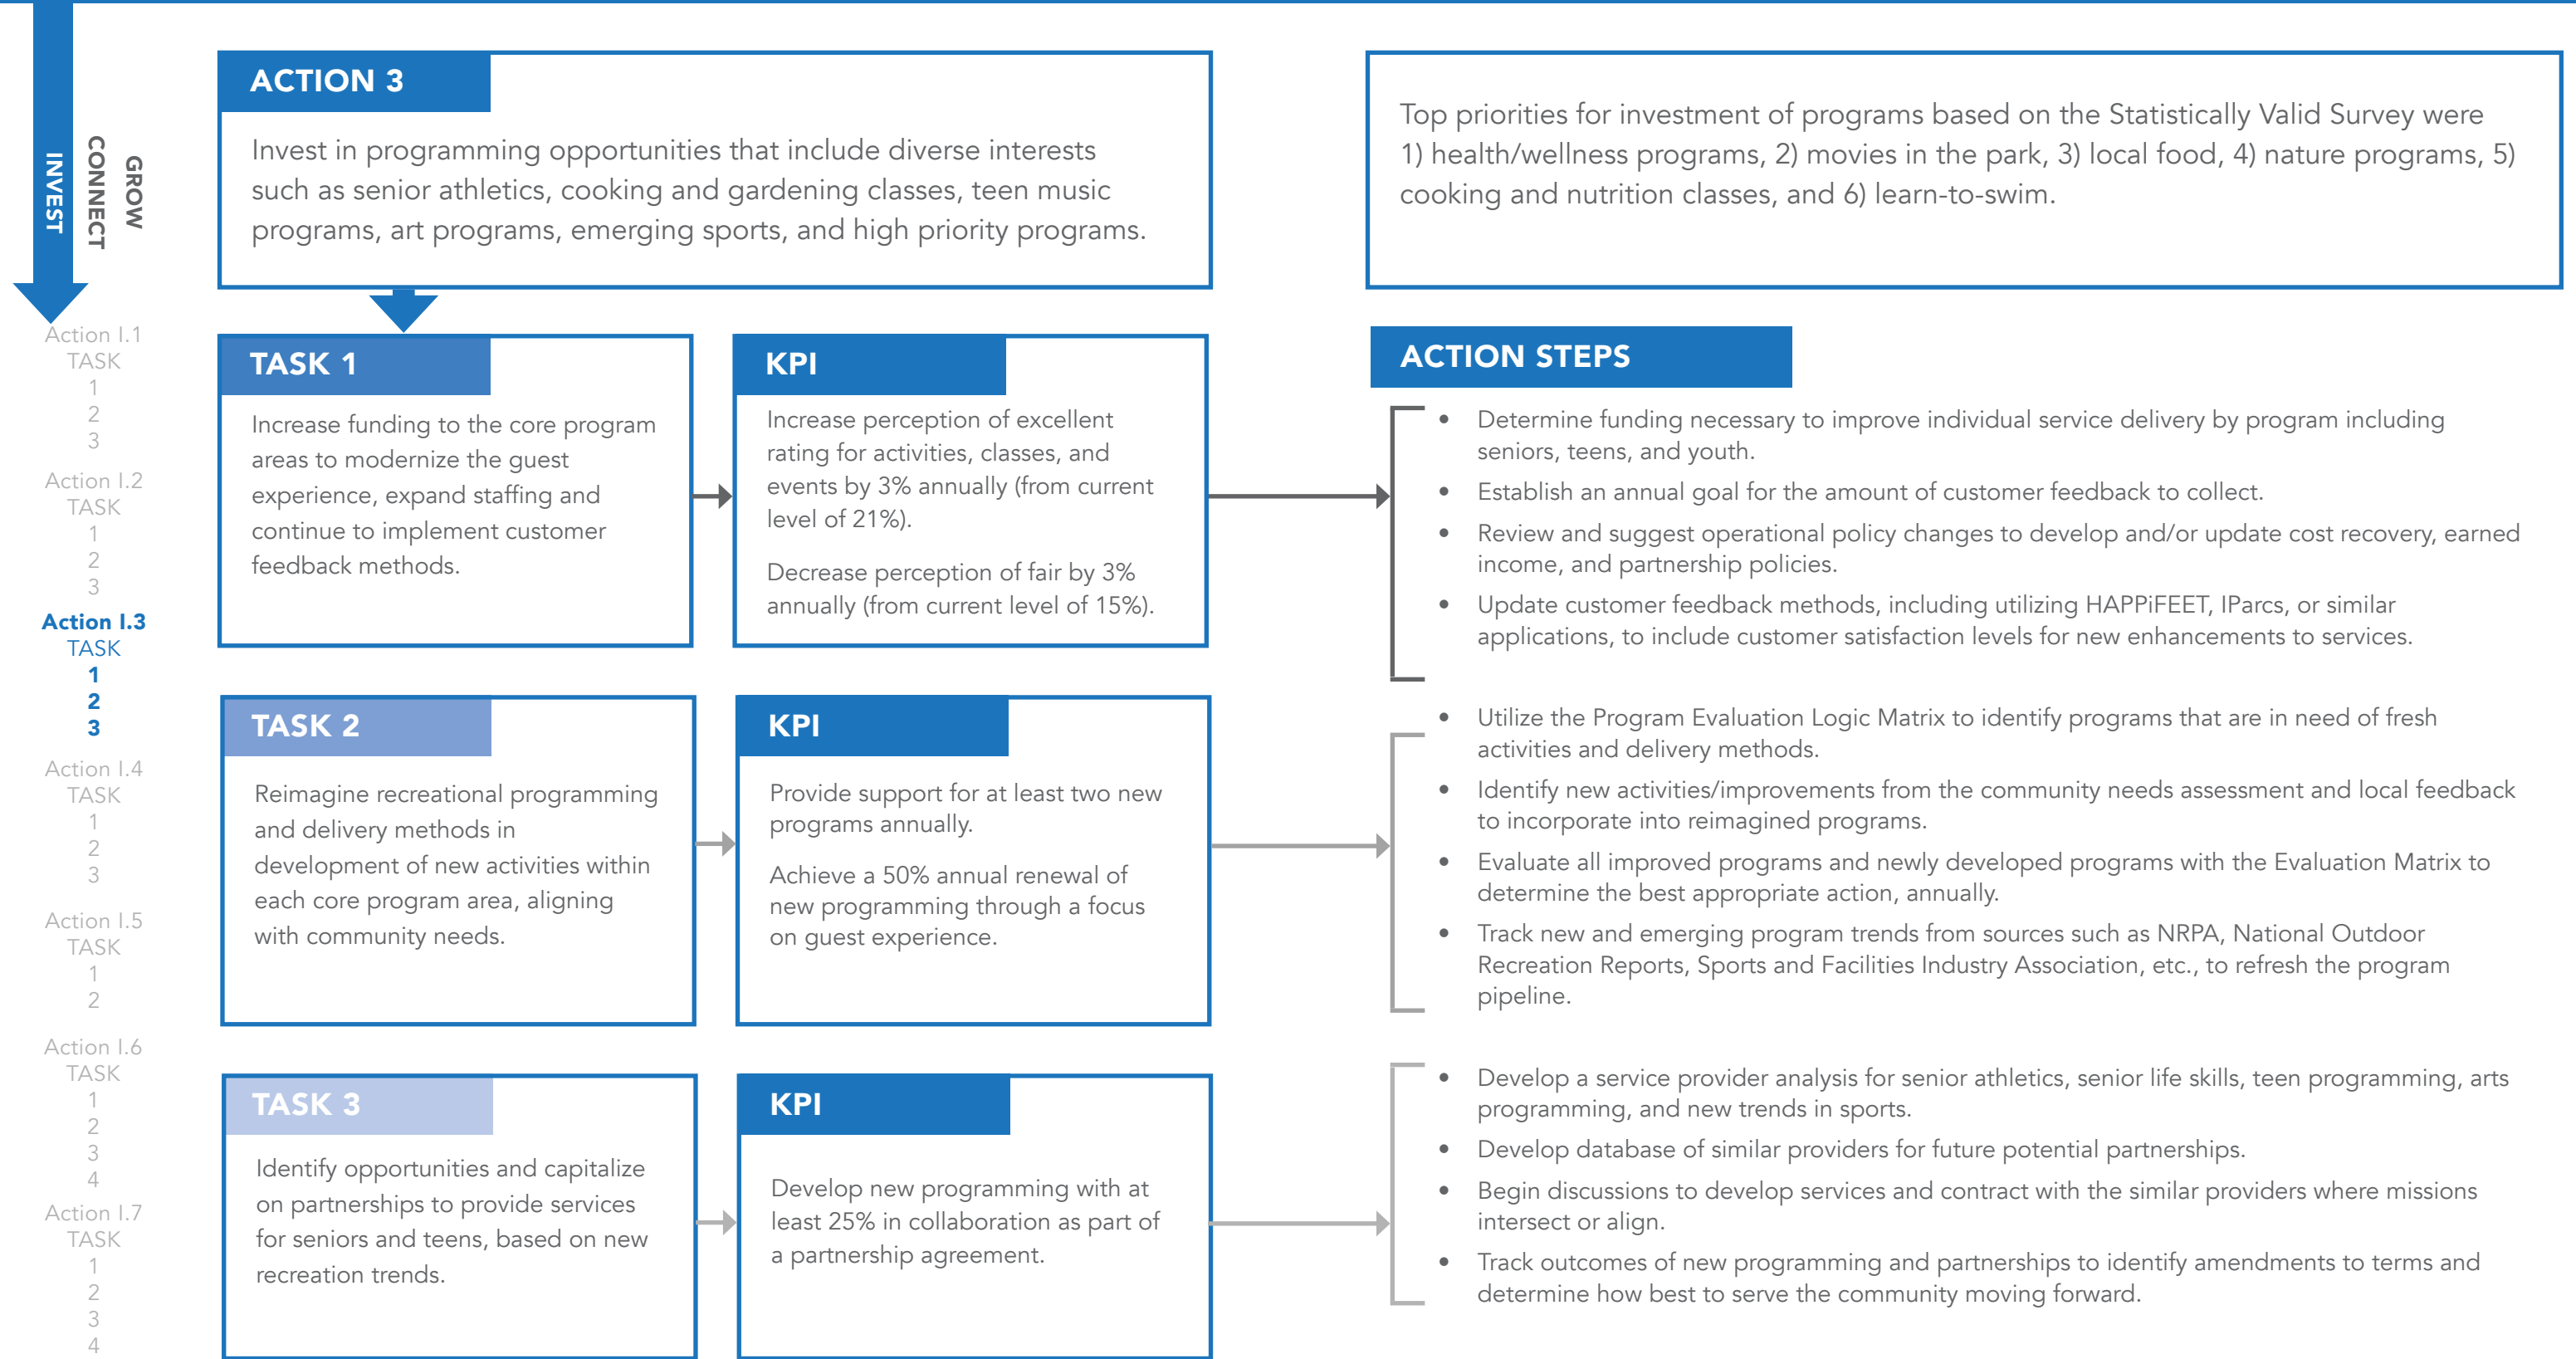 GROW
CONNECT
INVEST
Action I.1
TASK
1
2
3
Action I.2
TASK
1
2
3
Action I.3
TASK
1
2
3
Action I.4
TASK
1
2
3
Action I.5
TASK
1
2
Action I.6
TASK
1
2
3
4
Action I.7
TASK
1
2
3
4
ACTION 3
Invest in programming opportunities that include diverse interests
such as senior athletics, cooking and gardening classes, teen music
programs, art programs, emerging sports, and high priority programs.
Top priorities for investment of programs based on the Statistically Valid Survey were
1) health/wellness programs, 2) movies in the park, 3) local food, 4) nature programs, 5)
cooking and nutrition classes, and 6) learn-to-swim.
TASK 1
Increase funding to the core program
areas to modernize the guest
experience, expand staffing and
continue to implement customer
feedback methods.
KPI
Increase perception of excellent
rating for activities, classes, and
events by 3% annually (from current
level of 21%).
Decrease perception of fair by 3%
annually (from current level of 15%).
ACTION STEPS
• Determine funding necessary to improve individual service delivery by program including
seniors, teens, and youth.
• Establish an annual goal for the amount of customer feedback to collect.
• Review and suggest operational policy changes to develop and/or update cost recovery, earned
income, and partnership policies.
• Update customer feedback methods, including utilizing HAPPiFEET, IParcs, or similar
applications, to include customer satisfaction levels for new enhancements to services.
TASK 2
Reimagine recreational programming
and delivery methods in
development of new activities within
each core program area, aligning
with community needs.
KPI
Provide support for at least two new
programs annually.
Achieve a 50% annual renewal of
new programming through a focus
on guest experience.
• Utilize the Program Evaluation Logic Matrix to identify programs that are in need of fresh
activities and delivery methods.
• Identify new activities/improvements from the community needs assessment and local feedback
to incorporate into reimagined programs.
• Evaluate all improved programs and newly developed programs with the Evaluation Matrix to
determine the best appropriate action, annually.
• Track new and emerging program trends from sources such as NRPA, National Outdoor
Recreation Reports, Sports and Facilities Industry Association, etc., to refresh the program
pipeline.
TASK 3
Identify opportunities and capitalize
on partnerships to provide services
for seniors and teens, based on new
recreation trends.
KPI
Develop new programming with at
least 25% in collaboration as part of
a partnership agreement.
• Develop a service provider analysis for senior athletics, senior life skills, teen programming, arts
programming, and new trends in sports.
• Develop database of similar providers for future potential partnerships.
• Begin discussions to develop services and contract with the similar providers where missions
intersect or align.
• Track outcomes of new programming and partnerships to identify amendments to terms and
determine how best to serve the community moving forward.